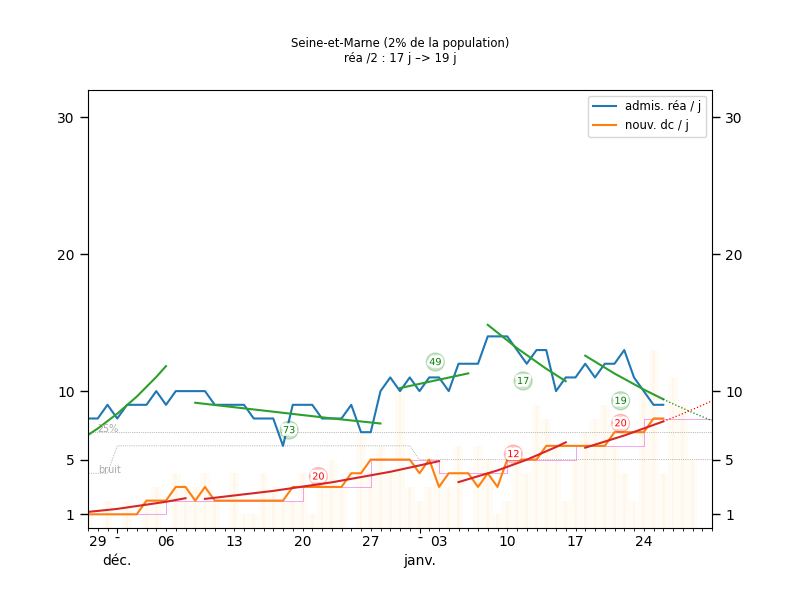 Seine-et-Marne (2% de la population)
réa /2 : 17 j –> 19 j
admis. réa / j
nouv. dc / j
30 30
20 20
10 10
5 5
1 1
25%
bruit
73
20
49
17
12
19
20
29 - 06 13 20 27 - 03 10 17 24
déc. janv.